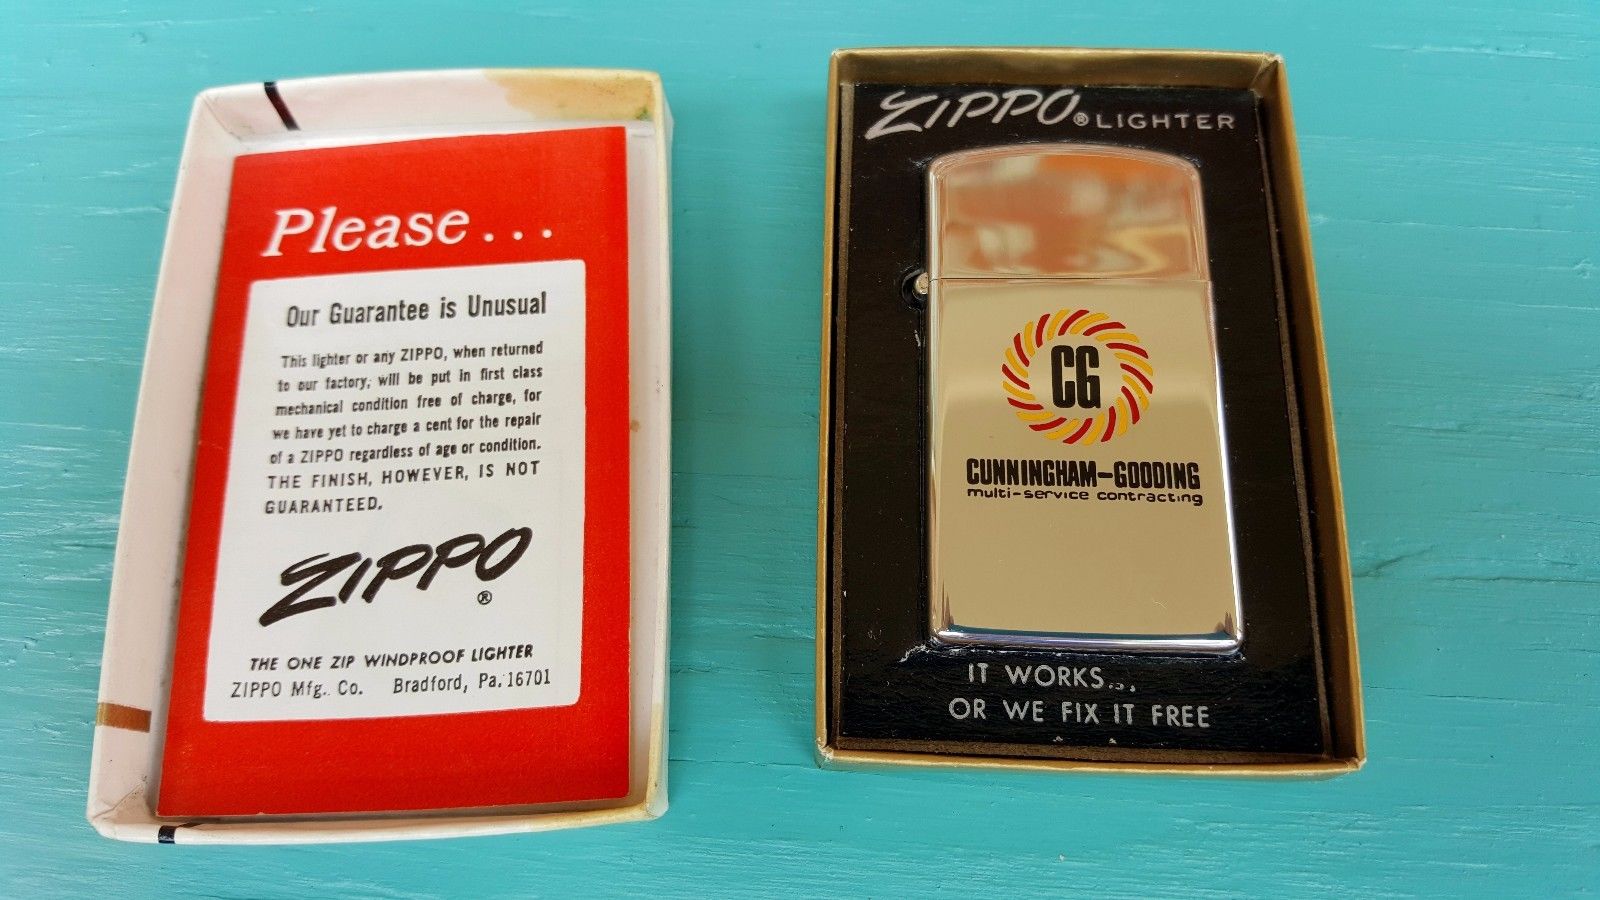 Please...
Our Guarantee is Unusual
This lighter or any ZIPPO, when returned
to our factory, will be put in first class
mechanical condition free of charge, for
we have yet to charge a cent for the repair
of a ZIPPO regardless of age or condition.
THE FINISH, HOWEVER, IS NOT
GUARANTEED.
ZIPPO®
THE ONE ZIP WINDPROOF LIGHTER
ZIPPO Mfg. Co. Bradford, Pa. 16701
ZIPPO® LIGHTER
CG
CUNNINGHAM-GOODING
multi-service contracting
IT WORKS...
OR WE FIX IT FREE